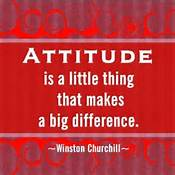 ATTITUDE
is a little thing
that makes
a big difference.
~Winston Churchill~